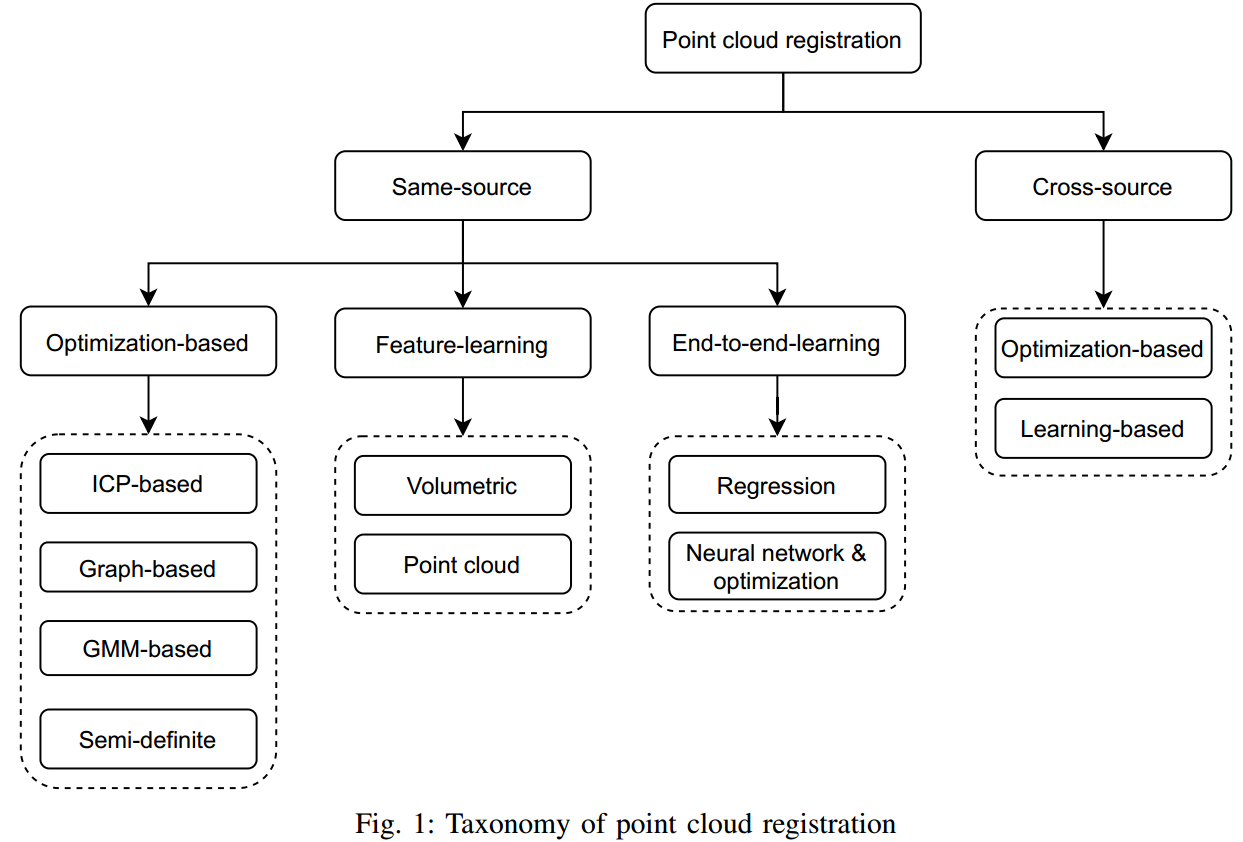 Point cloud registration
Same-source
Cross-source
Optimization-based
Feature-learning
End-to-end-learning
Optimization-based
Learning-based
ICP-based
Graph-based
GMM-based
Semi-definite
Volumetric
Point cloud
Regression
Neural network &
optimization
Fig. 1: Taxonomy of point cloud registration